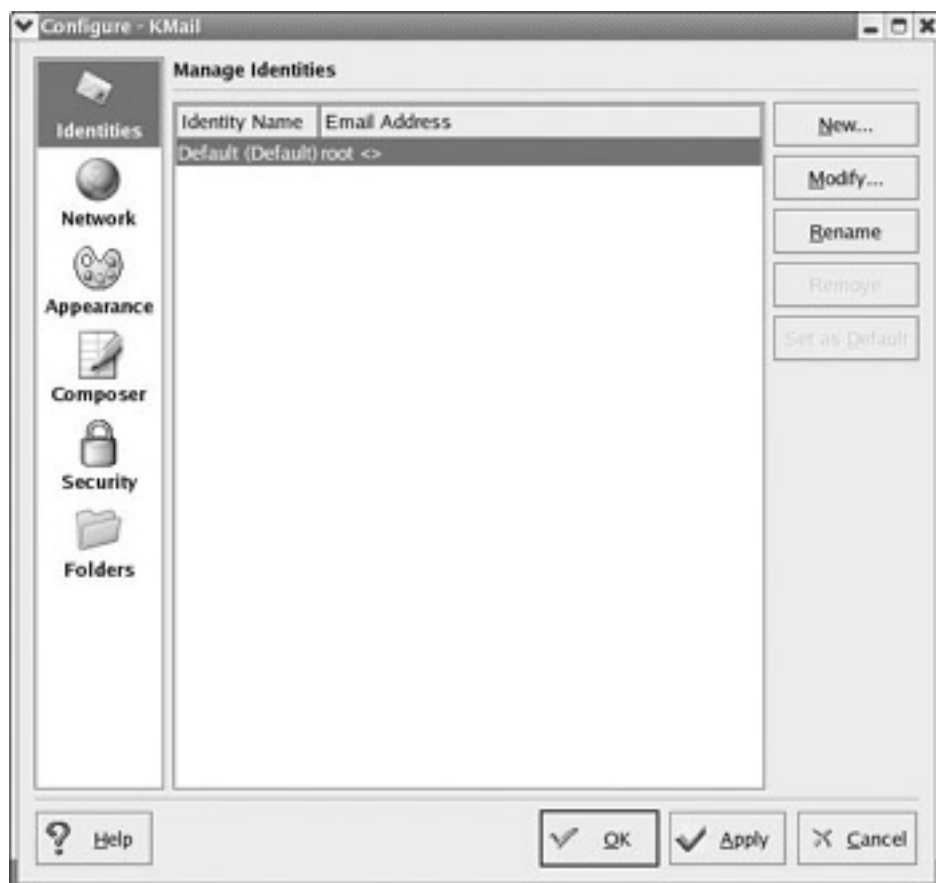 Configure - KMail
Identities
Network
Appearance
Composer
Security
Folders
Manage Identities
Identity Name Email Address
Default (Default) root <>
New...
Modify...
Rename
Remove
Set as Default
Help
OK
Apply
Cancel